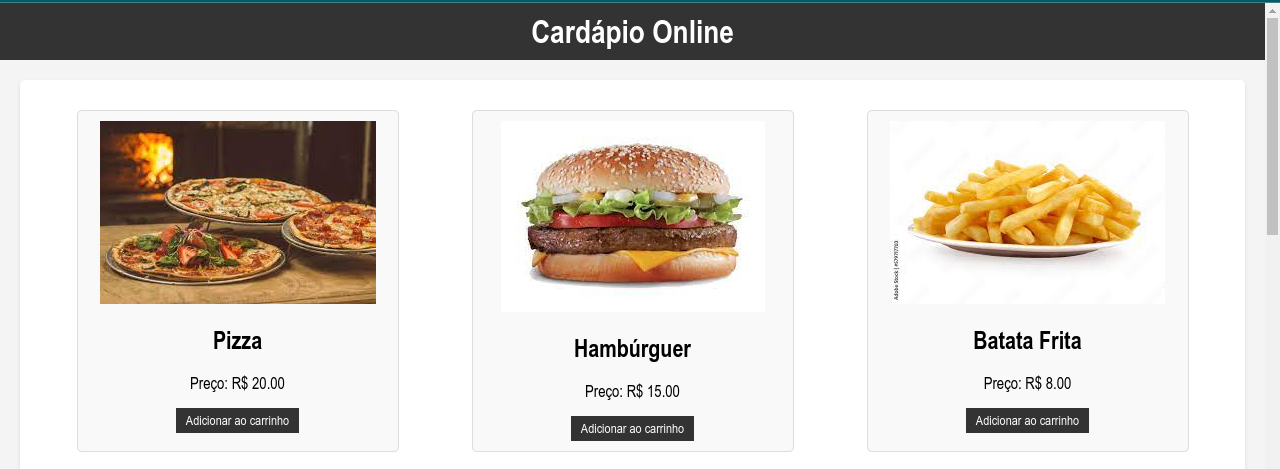 Cardápio Online
Pizza
Preço: R$ 20.00
Adicionar ao carrinho
Hambúrguer
Preço: R$ 15.00
Adicionar ao carrinho
Batata Frita
Preço: R$ 8.00
Adicionar ao carrinho